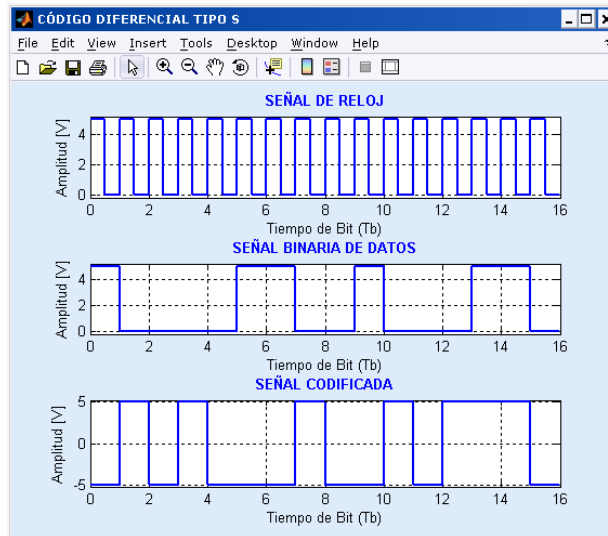 CÓDIGO DIFERENCIAL TIPO S
File Edit View Insert Tools Desktop Window Help
SEÑAL DE RELOJ
Amplitud [V]
4
2
0
0 2 4 6 8 10 12 14 16
Tiempo de Bit (Tb)
SEÑAL BINARIA DE DATOS
Amplitud [V]
4
2
0
0 2 4 6 8 10 12 14 16
Tiempo de Bit (Tb)
SEÑAL CODIFICADA
Amplitud [V]
5
0
-5
0 2 4 6 8 10 12 14 16
Tiempo de Bit (Tb)